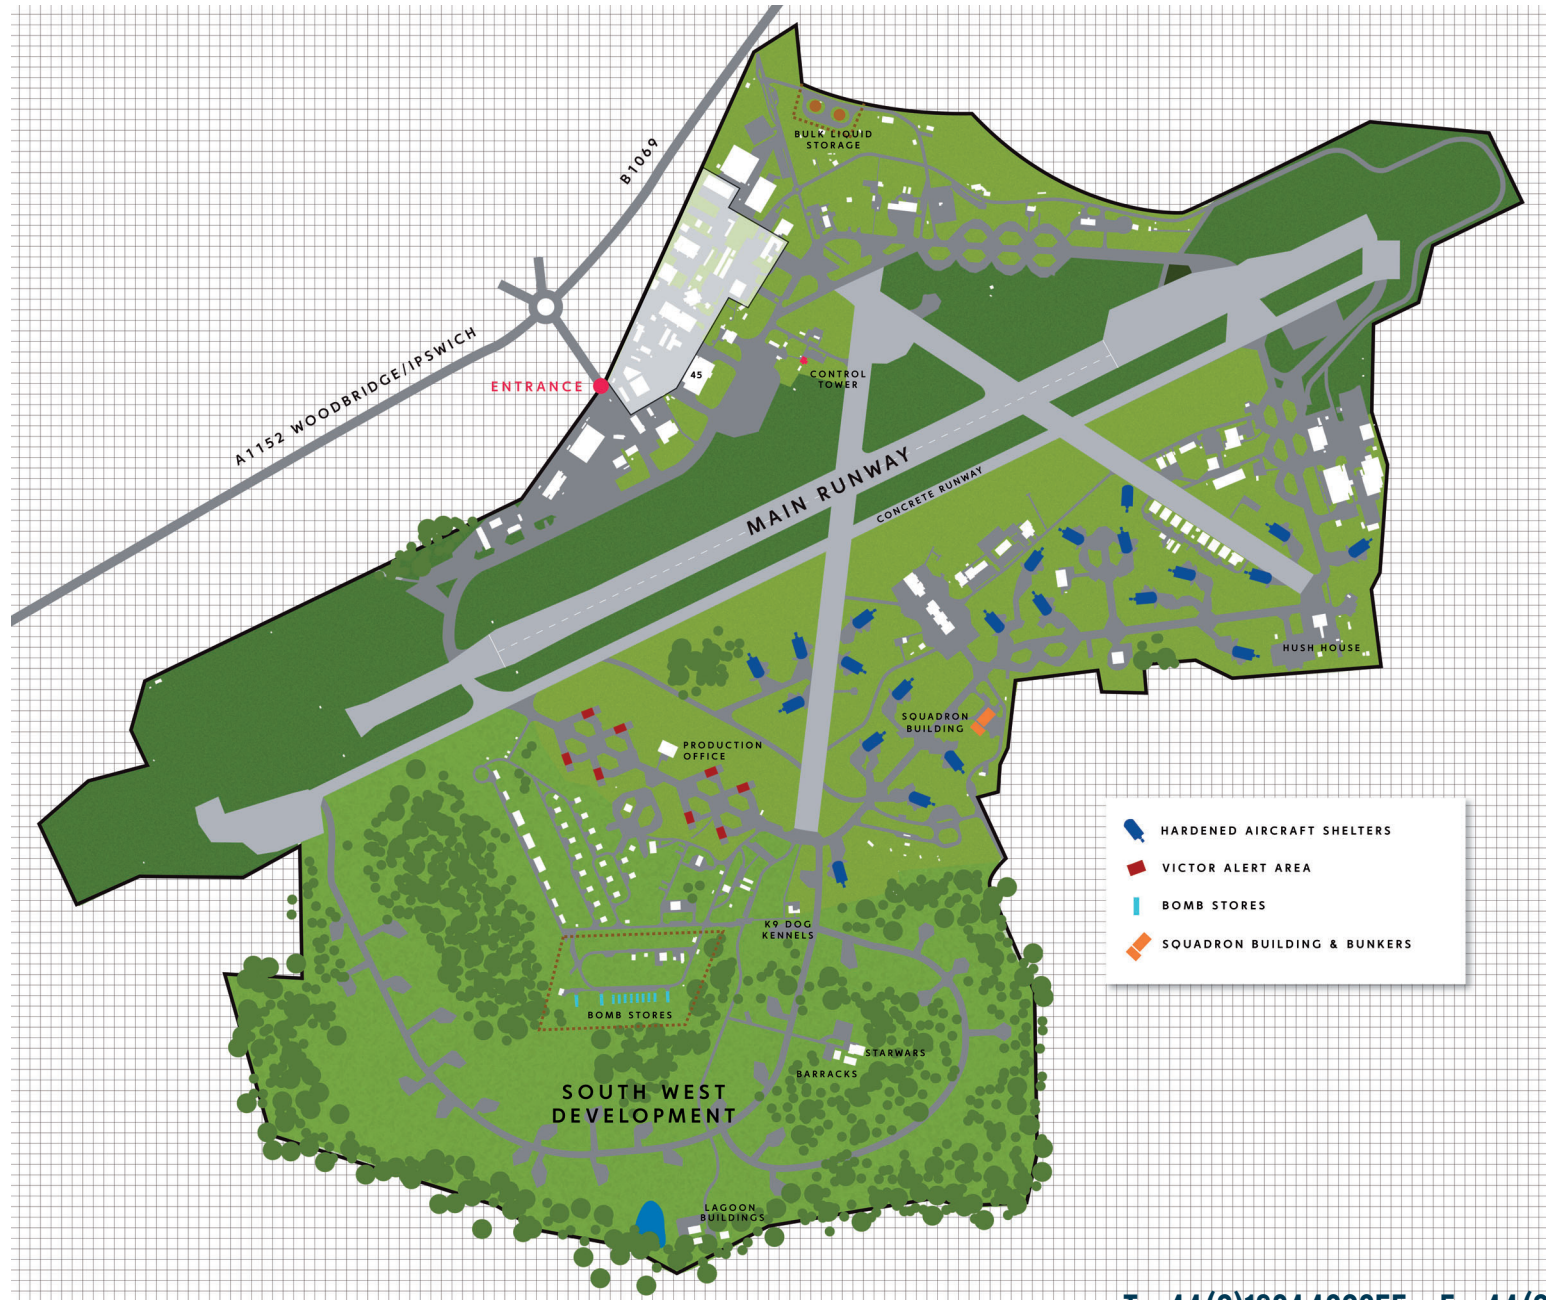 B1069
BULK LIQUID
STORAGE
A1152 WOODBRIDGE/IPSWICH
ENTRANCE
45
CONTROL
TOWER
MAIN RUNWAY
CONCRETE RUNWAY
HUSH HOUSE
SQUADRON
BUILDING
PRODUCTION
OFFICE
HARDENED AIRCRAFT SHELTERS
VICTOR ALERT AREA
BOMB STORES
SQUADRON BUILDING & BUNKERS
K9 DOG
KENNELS
BOMB STORES
STARWARS
BARRACKS
SOUTH WEST
DEVELOPMENT
LAGOON
BUILDINGS